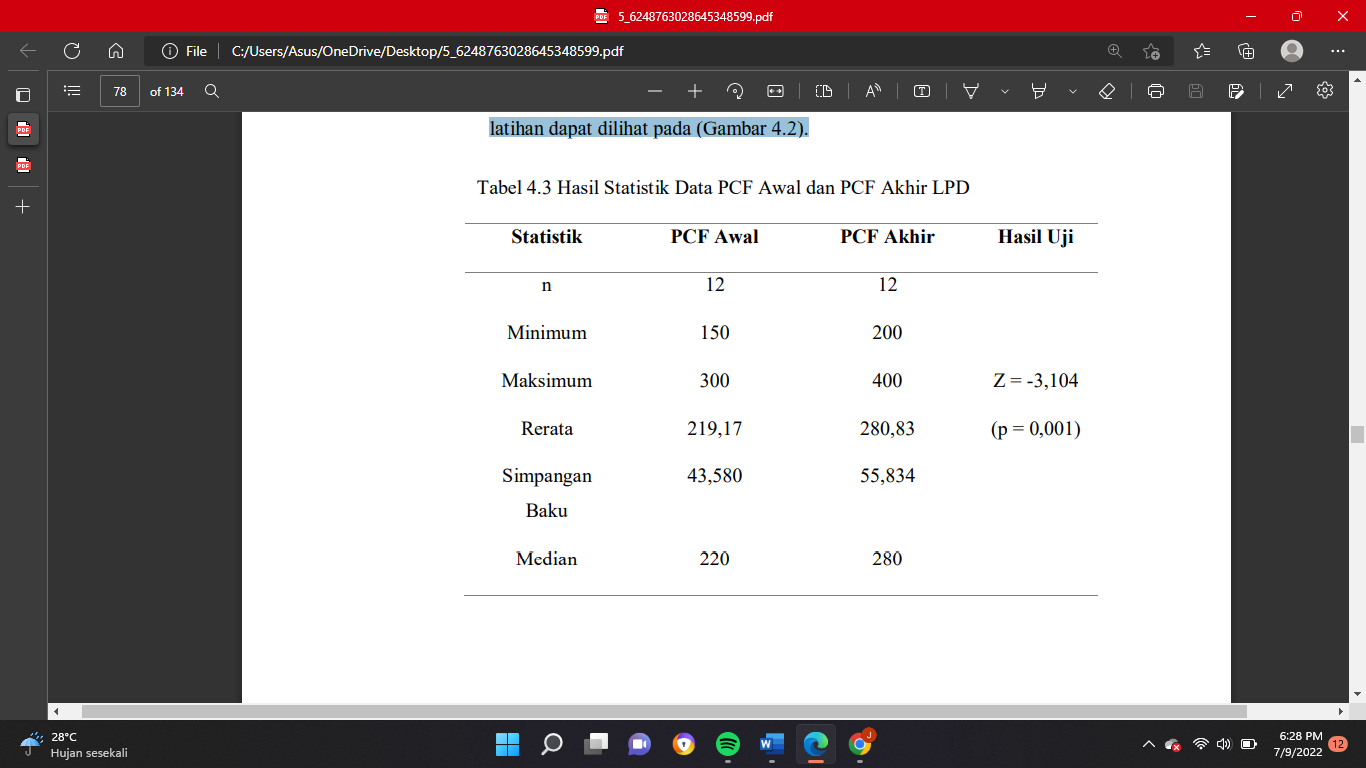 5_6248763028645348599.pdf
File
C:/Users/Asus/OneDrive/Desktop/5_6248763028645348599.pdf
78 of 134
latihan dapat dilihat pada (Gambar 4.2).
Tabel 4.3 Hasil Statistik Data PCF Awal dan PCF Akhir LPD
Statistik PCF Awal PCF Akhir Hasil Uji
n 12 12
Minimum 150 200
Maksimum 300 400 Z = -3,104
Rerata 219,17 280,83 (p = 0,001)
Simpangan 43,580 55,834
Baku
Median 220 280
28°C
Hujan sesekali
6:28 PM
7/9/2022
12